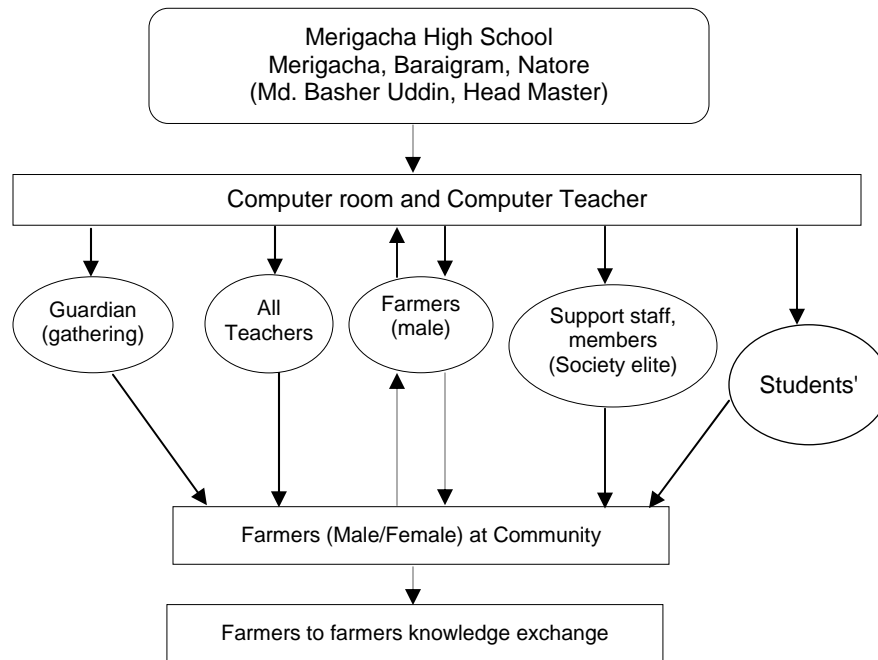 Merigacha High School
Merigacha, Baraigram, Natore
(Md. Basher Uddin, Head Master)
Computer room and Computer Teacher
Guardian
(gathering)
All
Teachers
Farmers
(male)
Support staff,
members
(Society elite)
Students'
Farmers (Male/Female) at Community
Farmers to farmers knowledge exchange